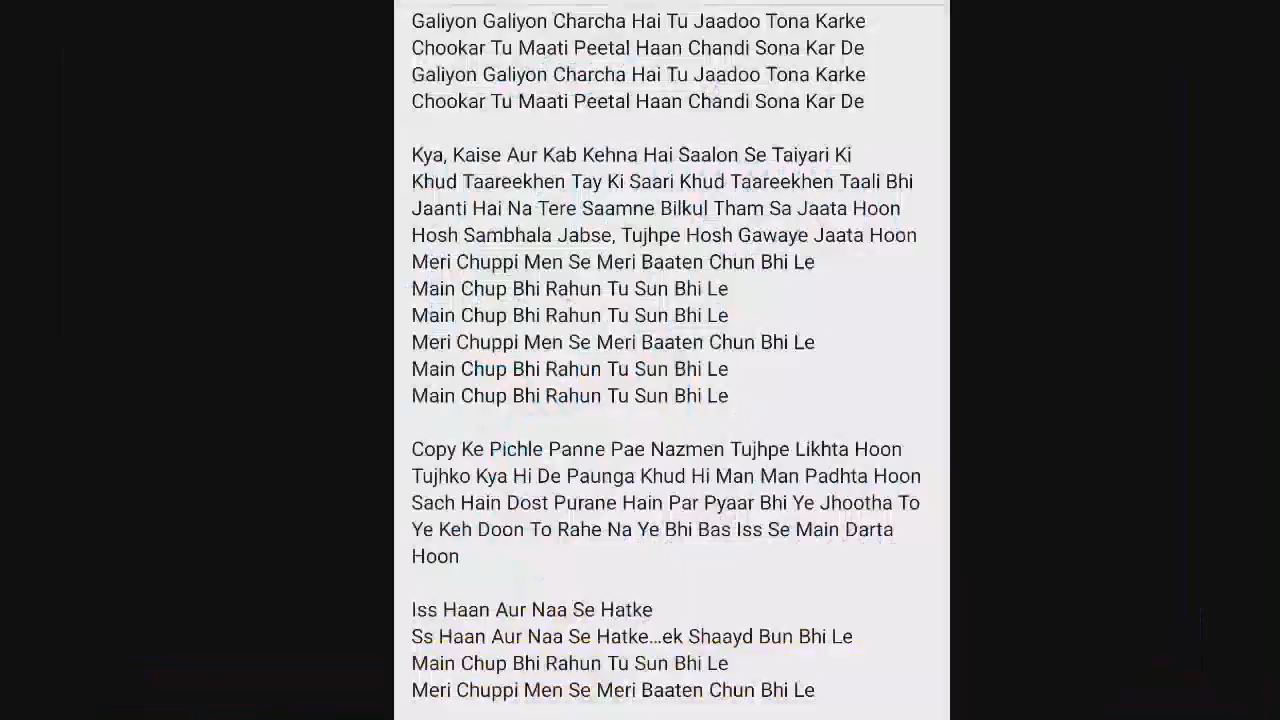 Galiyon Galiyon Charcha Hai Tu Jaadoo Tona Karke
Chookar Tu Maati Peetal Haan Chandi Sona Kar De
Galiyon Galiyon Charcha Hai Tu Jaadoo Tona Karke
Chookar Tu Maati Peetal Haan Chandi Sona Kar De
Kya, Kaise Aur Kab Kehna Hai Saalon Se Taiyari Ki
Khud Taareekhen Tay Ki Saari Khud Taareekhen Taali Bhi
Jaanti Hai Na Tere Saamne Bilkul Tham Sa Jaata Hoon
Hosh Sambhala Jabse, Tujhpe Hosh Gawaye Jaata Hoon
Meri Chuppi Men Se Meri Baaten Chun Bhi Le
Main Chup Bhi Rahun Tu Sun Bhi Le
Main Chup Bhi Rahun Tu Sun Bhi Le
Meri Chuppi Men Se Meri Baaten Chun Bhi Le
Main Chup Bhi Rahun Tu Sun Bhi Le
Main Chup Bhi Rahun Tu Sun Bhi Le
Copy Ke Pichle Panne Pae Nazmen Tujhpe Likhta Hoon
Tujhko Kya Hi De Paunga Khud Hi Man Man Padhta Hoon
Sach Hain Dost Purane Hain Par Pyaar Bhi Ye Jhootha To
Ye Keh Doon To Rahe Na Ye Bhi Bas Iss Se Main Darta
Hoon
Iss Haan Aur Naa Se Hatke
Ss Haan Aur Naa Se Hatke…ek Shaayd Bun Bhi Le
Main Chup Bhi Rahun Tu Sun Bhi Le
Meri Chuppi Men Se Meri Baaten Chun Bhi Le